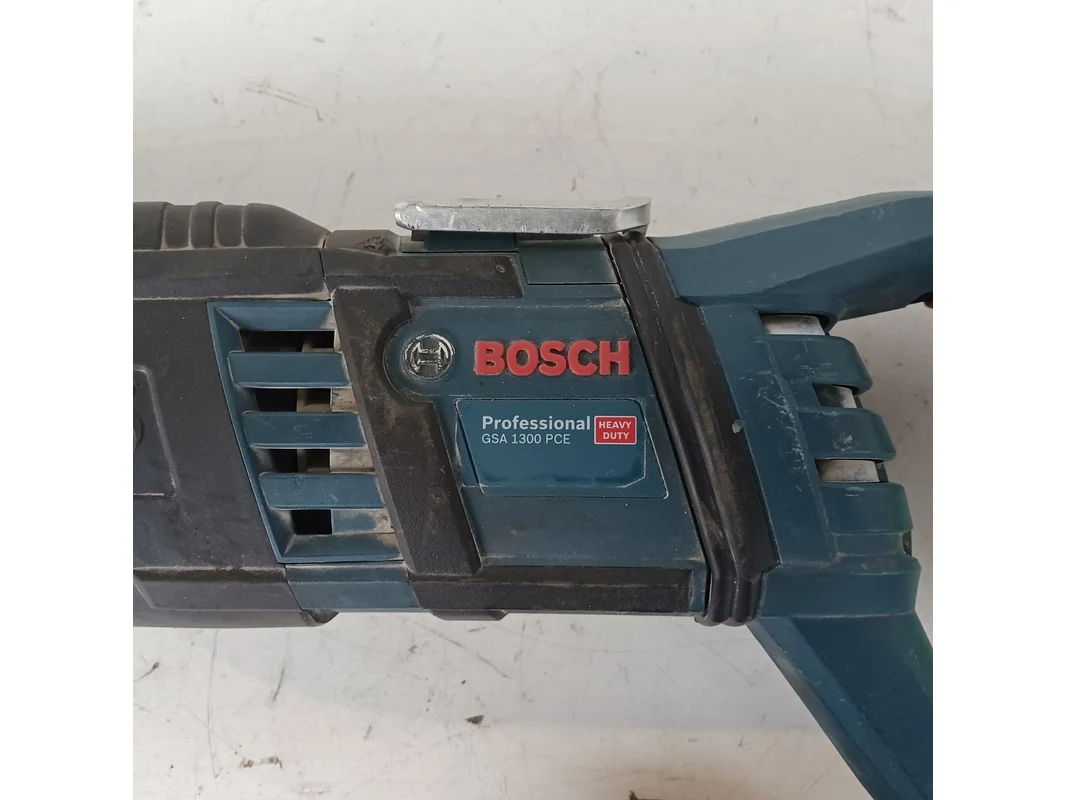 BOSCH
Professional
GSA 1300 PCE
HEAVY
DUTY